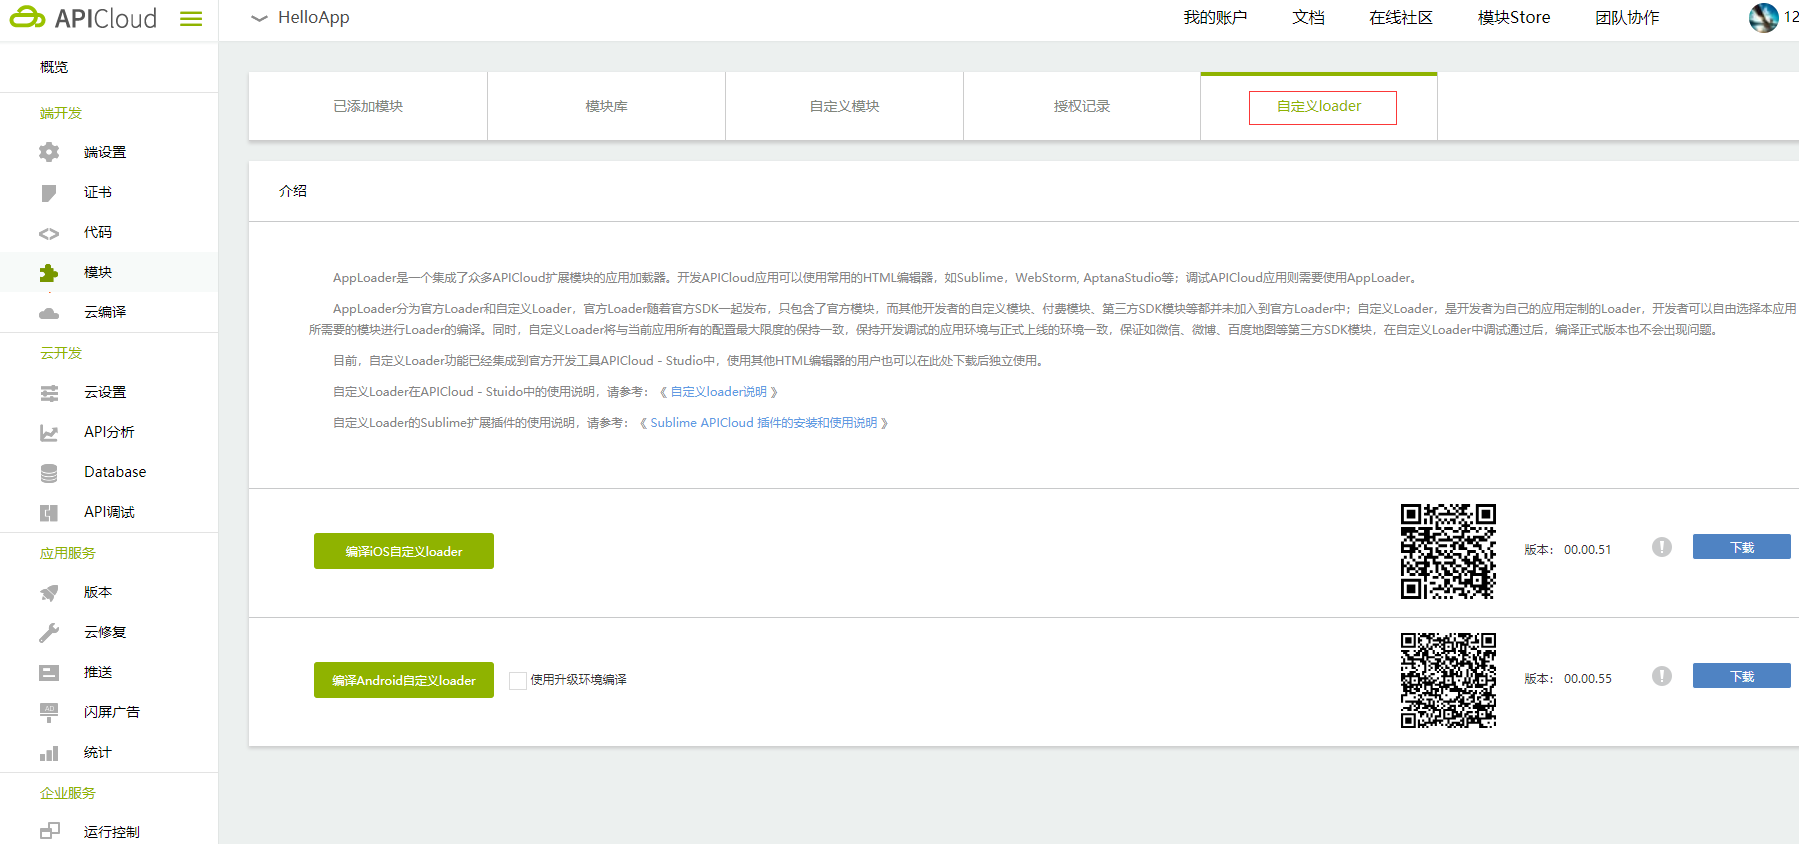 APICloud
HelloApp
我的账户
文档
在线社区
模块Store
团队协作
12
概览
端开发
端设置
证书
代码
模块
云编译
云开发
云设置
API分析
Database
API调试
应用服务
版本
云修复
推送
AD
闪屏广告
统计
企业服务
运行控制
已添加模块
模块库
自定义模块
授权记录
自定义loader
介绍
AppLoader是一个集成了众多APICloud扩展模块的应用加载器。开发APICloud应用可以使用常用的HTML编辑器，如Sublime，WebStorm, AptanaStudio等；调试APICloud应用则需要使用AppLoader。
AppLoader分为官方Loader和自定义Loader，官方Loader随着官方SDK一起发布，只包含了官方模块，而其他开发者的自定义模块、付费模块、第三方SDK模块等都并未加入到官方Loader中；自定义Loader，是开发者为自己的应用定制的Loader，开发者可以自由选择本应用
所需要的模块进行Loader的编译。同时，自定义Loader将与当前应用所有的配置最大限度的保持一致，保持开发调试的应用环境与正式上线的环境一致，保证如微信、微博、百度地图等第三方SDK模块，在自定义Loader中调试通过后，编译正式版本也不会出现问题。
目前，自定义Loader功能已经集成到官方开发工具APICloud - Studio中，使用其他HTML编辑器的用户也可以在此处下载后独立使用。
自定义Loader在APICloud - Stuido中的使用说明，请参考：《 自定义loader说明 》
自定义Loader的Sublime扩展插件的使用说明，请参考：《 Sublime APICloud 插件的安装和使用说明 》
编译iOS自定义loader
版本： 00.00.51
下载
编译Android自定义loader
使用升级环境编译
版本： 00.00.55
下载